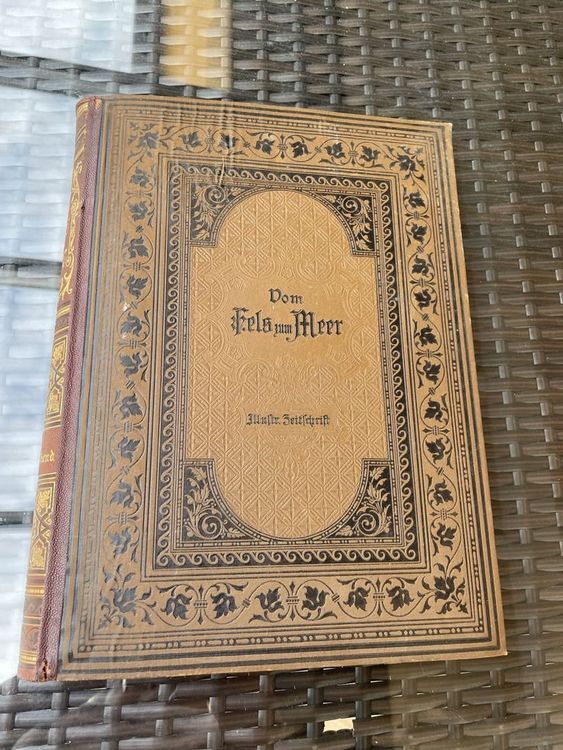 Vom
Fels zum Meer
Illustr. Zeitschrift